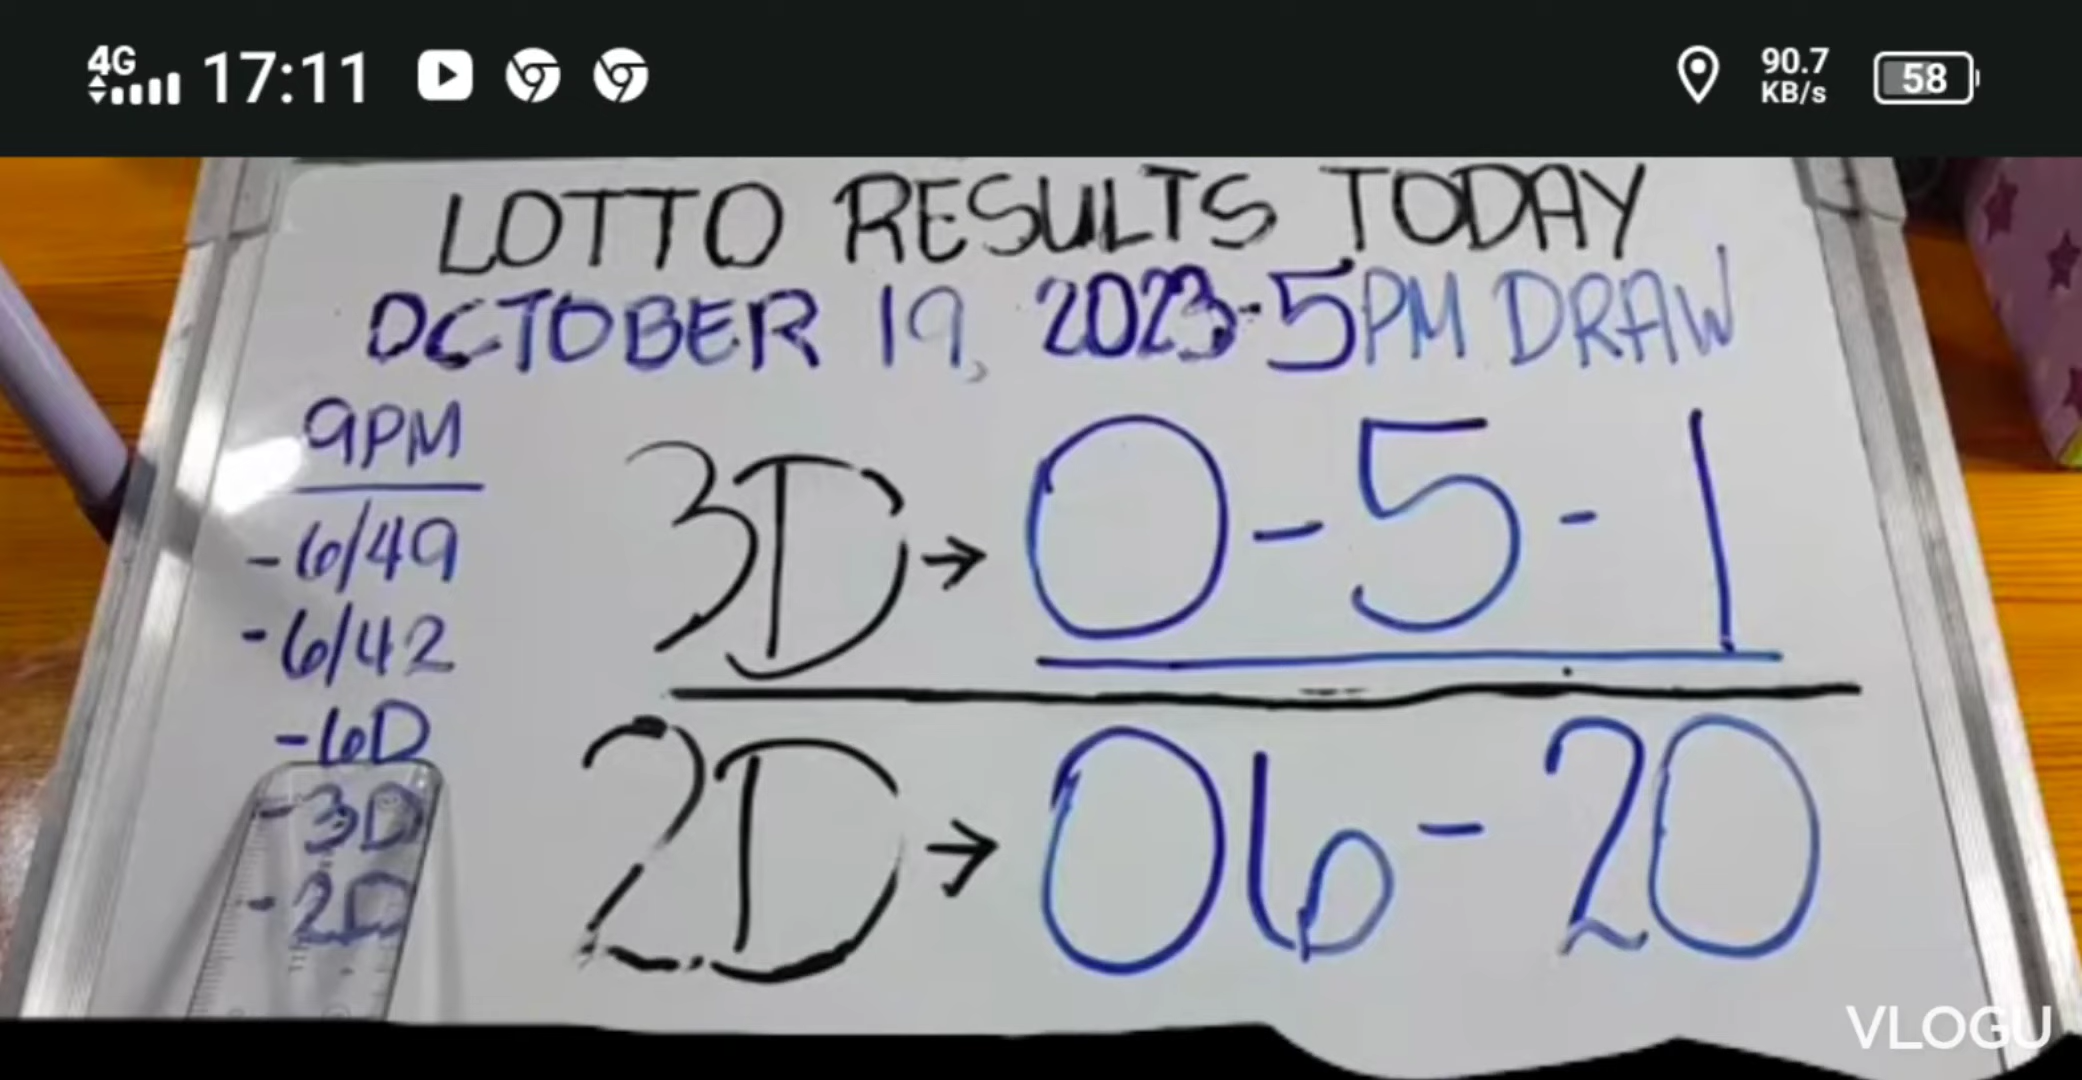 4G 17:11 90.7 KB/s 58
LOTTO RESULTS TODAY
OCTOBER 19, 2023-5PM DRAW
9PM
-6/49
-6/42
-6D
-3D
-2D
3D→ 0-5-1
2D→ 06-20
VLOGU